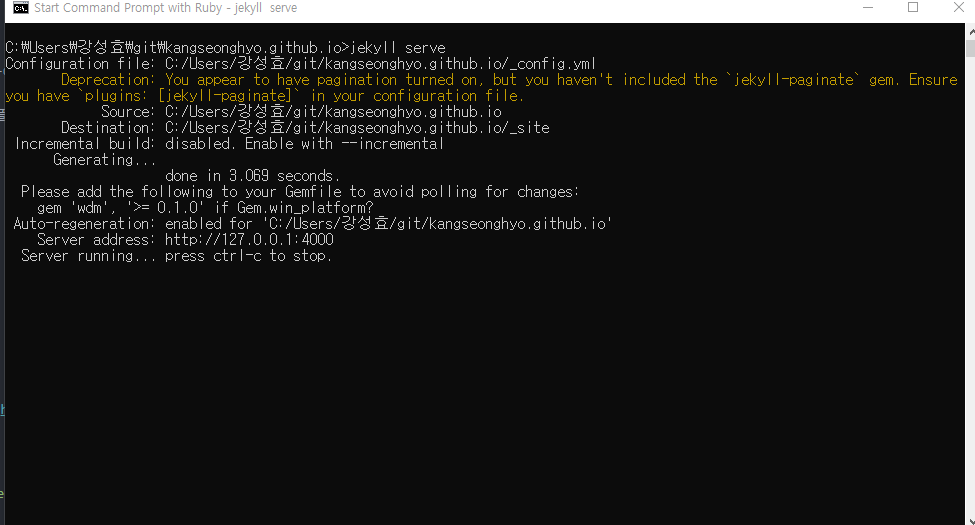 Start Command Prompt with Ruby - jekyll serve
C:₩Users₩강성효₩git₩kangseonghyo.github.io>jekyll serve
Configuration file: C:/Users/강성효/git/kangseonghyo.github.io/_config.yml
Deprecation: You appear to have pagination turned on, but you haven't included the `jekyll-paginate` gem. Ensure
you have `plugins: [jekyll-paginate]` in your configuration file.
Source: C:/Users/강성효/git/kangseonghyo.github.io
Destination: C:/Users/강성효/git/kangseonghyo.github.io/_site
Incremental build: disabled. Enable with --incremental
Generating...
done in 3.069 seconds.
Please add the following to your Gemfile to avoid polling for changes:
gem 'wdm', '>= 0.1.0' if Gem.win_platform?
Auto-regeneration: enabled for 'C:/Users/강성효/git/kangseonghyo.github.io'
Server address: http://127.0.0.1:4000
Server running... press ctrl-c to stop.